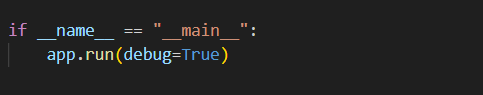 if __name__ == "__main__":
    app.run(debug=True)